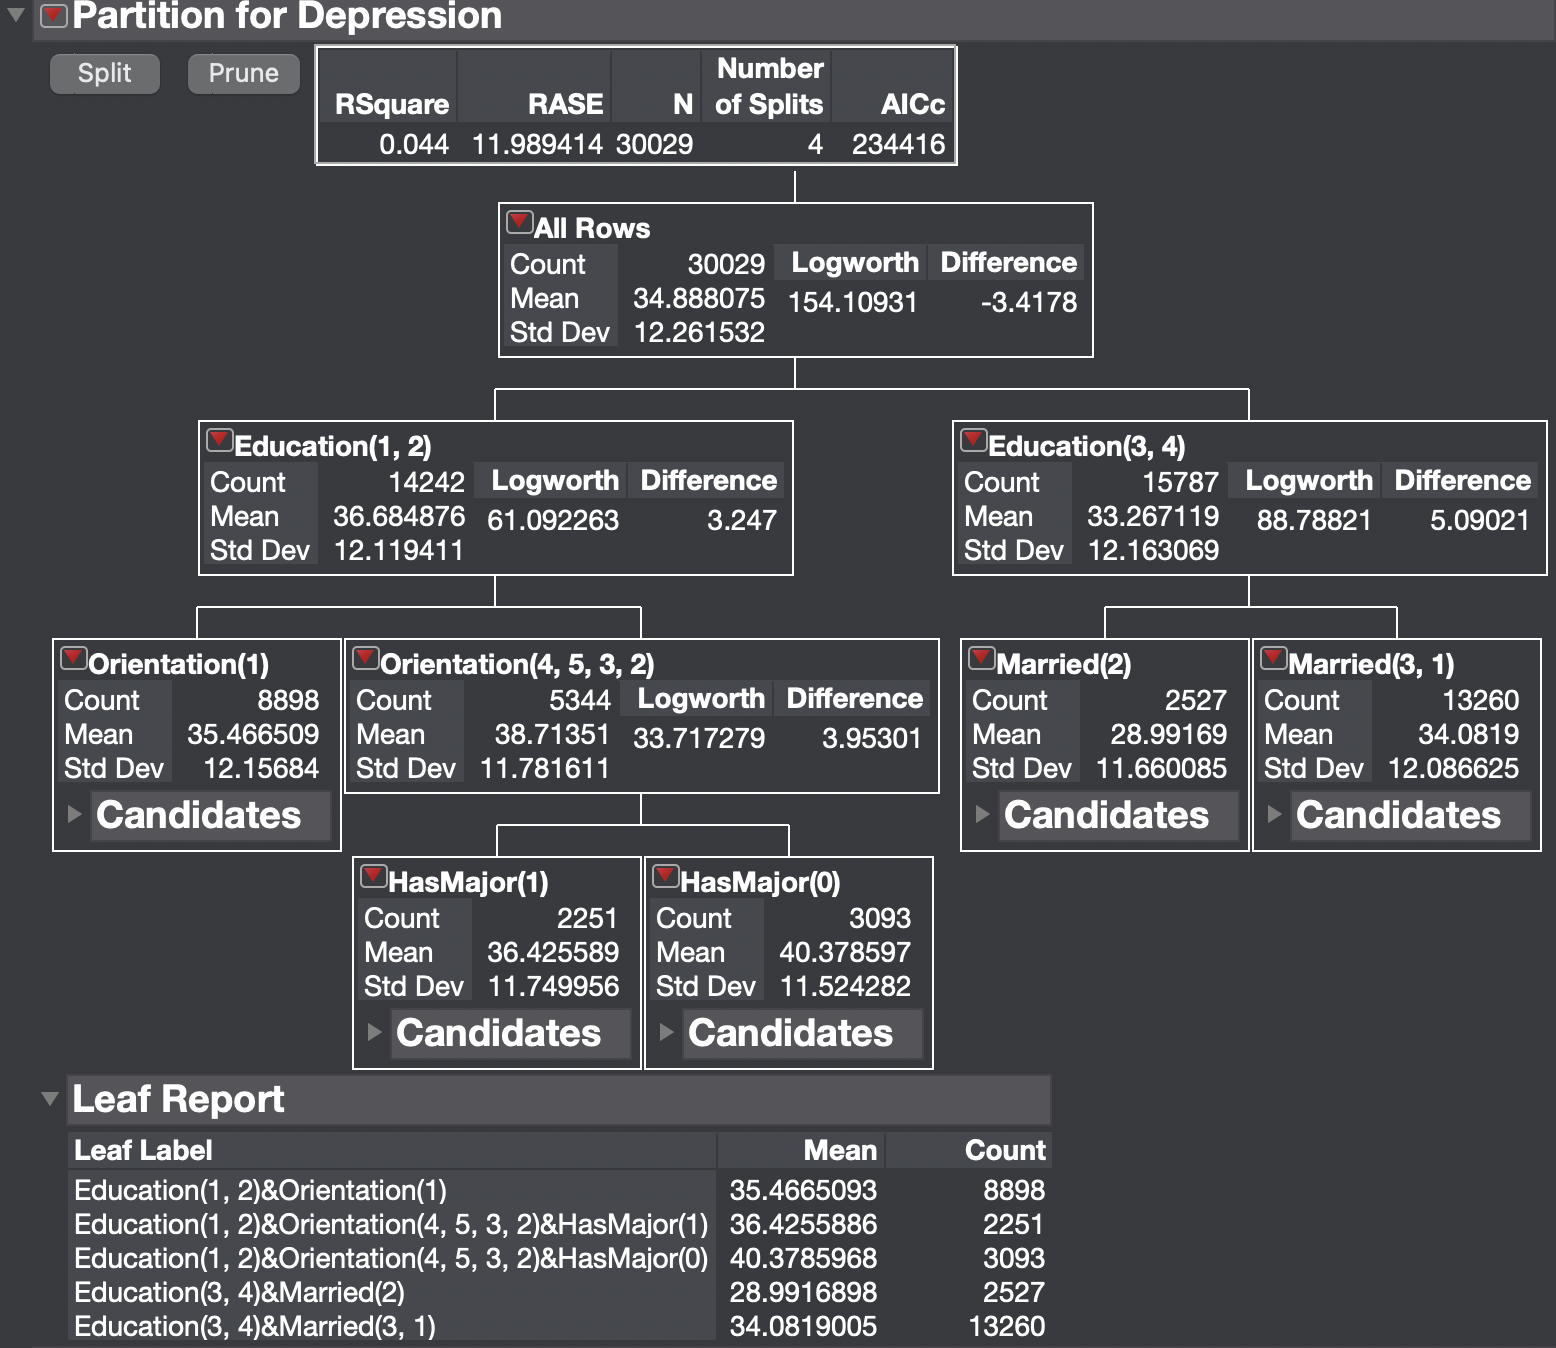 Partition for Depression
Split Prune
RSquare RASE N Number of Splits AICc
0.044 11.989414 30029 4 234416
All Rows
Count 30029 Logworth Difference
Mean 34.888075 154.10931 -3.4178
Std Dev 12.261532
Education(1, 2)
Count 14242 Logworth Difference
Mean 36.684876 61.092263 3.247
Std Dev 12.119411
Education(3, 4)
Count 15787 Logworth Difference
Mean 33.267119 88.78821 5.09021
Std Dev 12.163069
Orientation(1)
Count 8898
Mean 35.466509
Std Dev 12.15684
Candidates
Orientation(4, 5, 3, 2)
Count 5344 Logworth Difference
Mean 38.71351 33.717279 3.95301
Std Dev 11.781611
Married(2)
Count 2527
Mean 28.99169
Std Dev 11.660085
Candidates
Married(3, 1)
Count 13260
Mean 34.0819
Std Dev 12.086625
Candidates
HasMajor(1)
Count 2251
Mean 36.425589
Std Dev 11.749956
Candidates
HasMajor(0)
Count 3093
Mean 40.378597
Std Dev 11.524282
Candidates
Leaf Report
Leaf Label Mean Count
Education(1, 2)&Orientation(1) 35.4665093 8898
Education(1, 2)&Orientation(4, 5, 3, 2)&HasMajor(1) 36.4255886 2251
Education(1, 2)&Orientation(4, 5, 3, 2)&HasMajor(0) 40.3785968 3093
Education(3, 4)&Married(2) 28.9916898 2527
Education(3, 4)&Married(3, 1) 34.0819005 13260